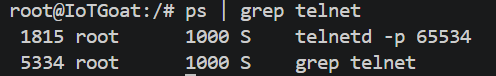 root@IoTGoat:/# ps | grep telnet
1815 root      1000 S    telnetd -p 65534
5334 root      1000 S    grep telnet